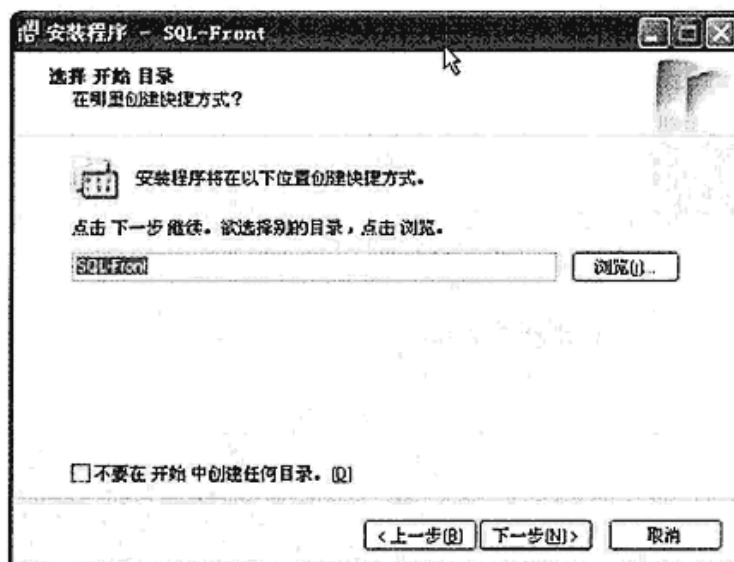 安装程序 - SQL-Front
选择 开始 目录
在哪里创建快捷方式?
安装程序将在以下位置创建快捷方式。
点击 下一步 继续。欲选择别的目录,点击 浏览。
SQL-Front
浏览(I)...
不要在 开始 中创建任何目录。(D)
<上一步(B) 下一步(N)> 取消